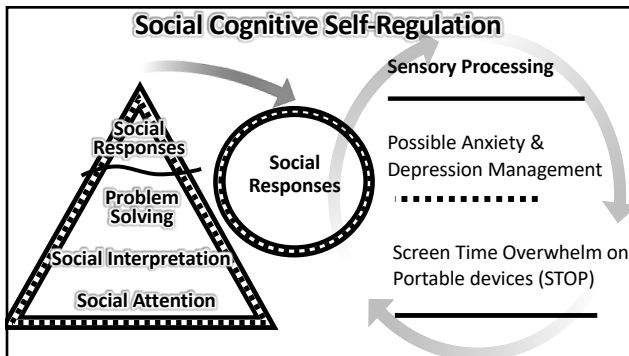 Social Cognitive Self-Regulation
Social
Responses
Problem
Solving
Social Interpretation
Social Attention
Social
Responses
Sensory Processing
Possible Anxiety &
Depression Management
Screen Time Overwhelm on
Portable devices (STOP)